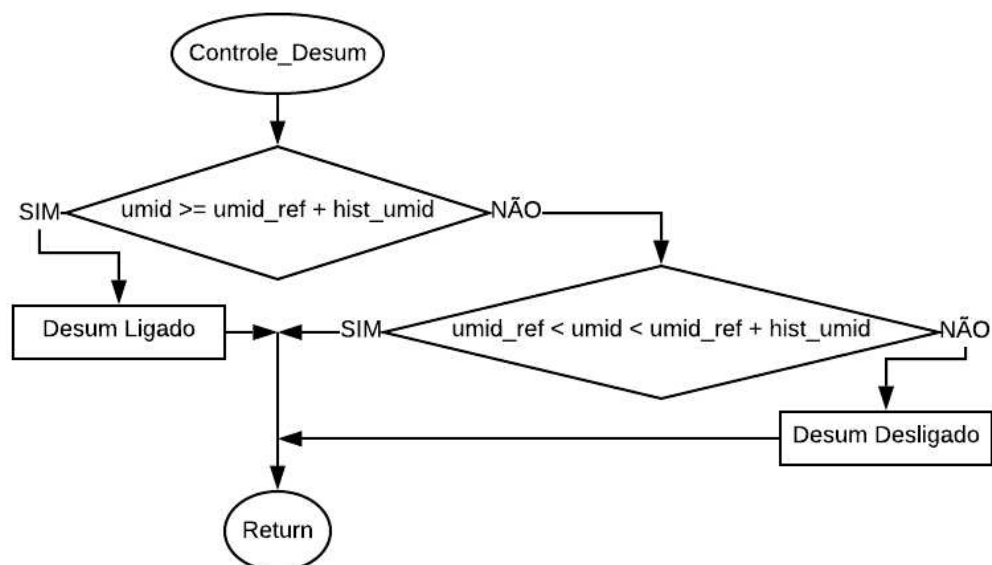 Controle_Desum
umid >= umid_ref + hist_umid
SIM
NÃO
Desum Ligado
SIM
umid_ref < umid < umid_ref + hist_umid
NÃO
Desum Desligado
Return